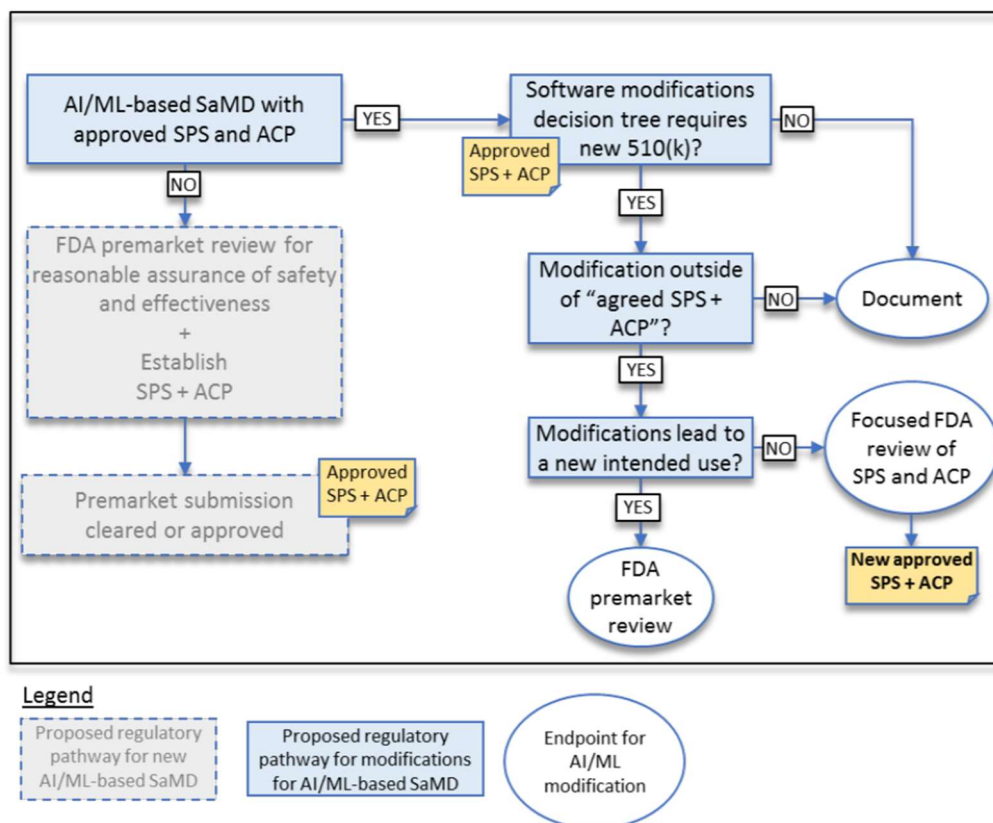 AI/ML-based SaMD with
approved SPS and ACP
YES
Software modifications
decision tree requires
new 510(k)?
NO
Approved
SPS + ACP
NO
YES
FDA premarket review for
reasonable assurance of safety
and effectiveness
+
Establish
SPS + ACP
Modification outside
of “agreed SPS +
ACP”?
NO
Document
YES
Modifications lead to
a new intended use?
NO
Focused FDA
review of
SPS and ACP
Premarket submission
cleared or approved
Approved
SPS + ACP
YES
FDA
premarket
review
New approved
SPS + ACP
Legend
Proposed regulatory
pathway for new
AI/ML-based SaMD
Proposed regulatory
pathway for modifications
for AI/ML-based SaMD
Endpoint for
AI/ML
modification